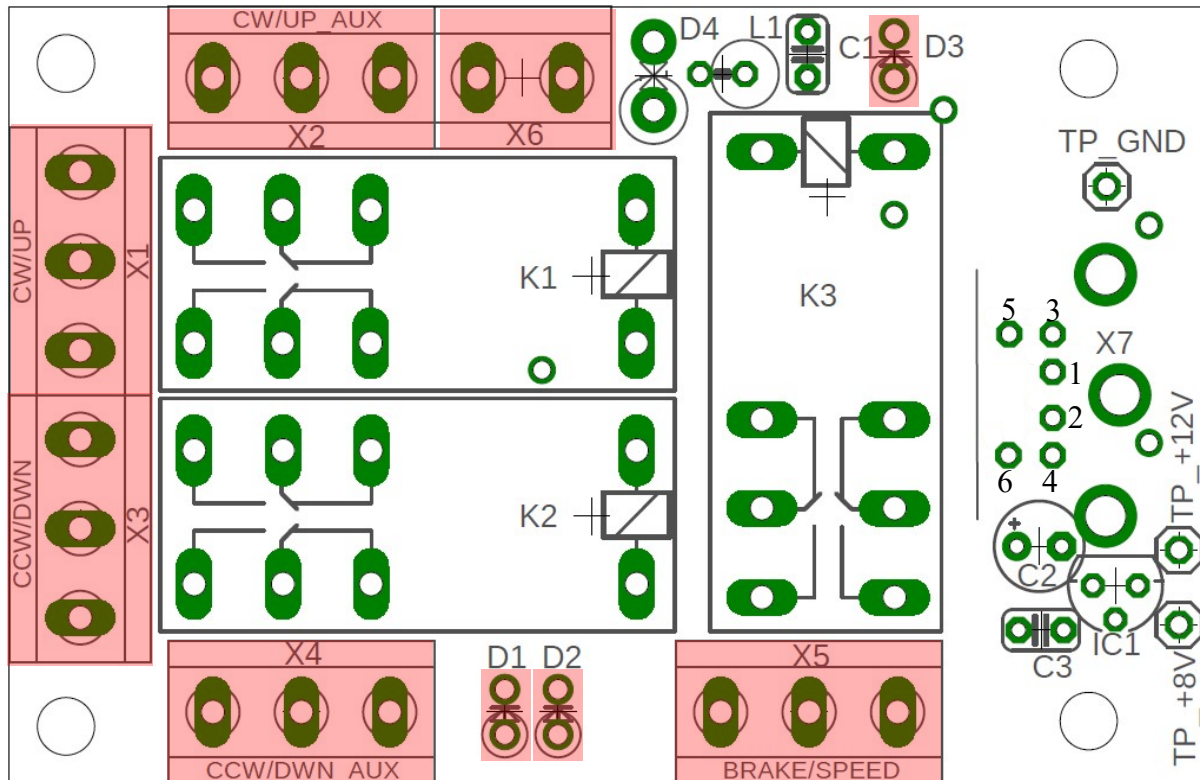 CW/UP_AUX
D4
L1
C1
D3
X2
X6
TP_GND
CW/UP
X1
K1
K3
5
3
X7
1
2
6
4
TP_+12V
CCW/DWN
X3
K2
+
C2
IC1
C3
TP_+8V
X4
D1
D2
X5
CCW/DWN_AUX
BRAKE/SPEED